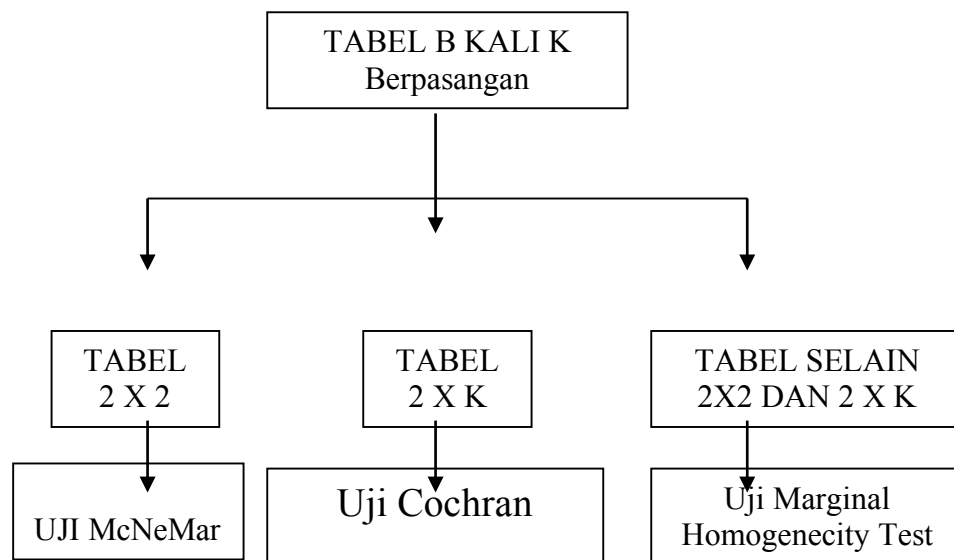 TABEL B KALI K
Berpasangan
TABEL
2 X 2
TABEL
2 X K
TABEL SELAIN
2X2 DAN 2 X K
UJI McNeMar
Uji Cochran
Uji Marginal
Homogenecity Test